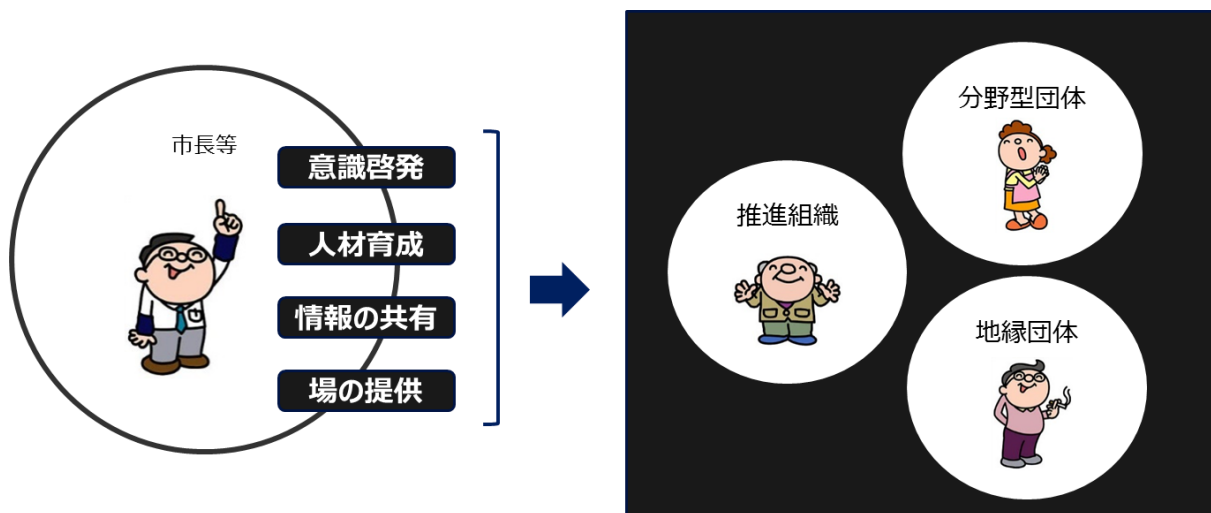 市長等
意識啓発
人材育成
情報の共有
場の提供
分野型団体
推進組織
地縁団体